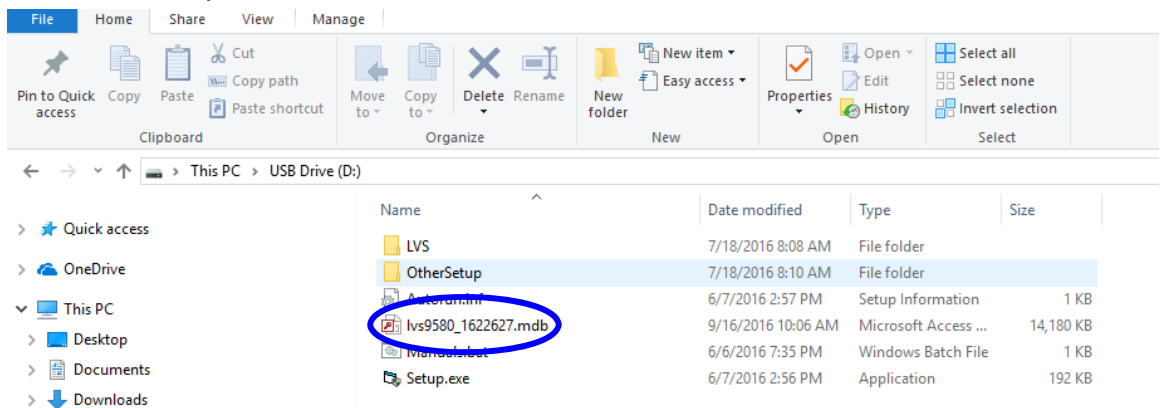 File Home Share View Manage
Pin to Quick access
Copy
Paste
Cut
Copy path
Paste shortcut
Clipboard
Move to
Copy to
Delete
Rename
Organize
New folder
New item
Easy access
New
Properties
Open
Edit
History
Open
Select all
Select none
Invert selection
Select
This PC > USB Drive (D:)
Quick access
OneDrive
This PC
Desktop
Documents
Downloads
Name Date modified Type Size
LVS 7/18/2016 8:08 AM File folder
OtherSetup 7/18/2016 8:10 AM File folder
Autorun.inf 6/7/2016 2:57 PM Setup Information 1 KB
lvs9580_1622627.mdb 9/16/2016 10:06 AM Microsoft Access ... 14,180 KB
Manuals.bat 6/6/2016 7:35 PM Windows Batch File 1 KB
Setup.exe 6/7/2016 2:56 PM Application 192 KB